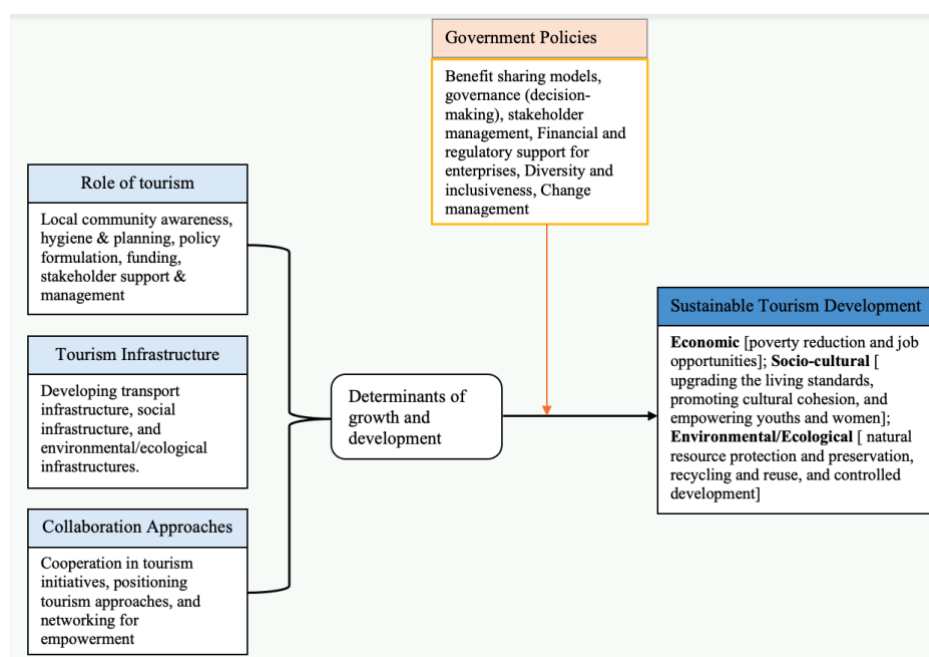 Government Policies
Benefit sharing models,
governance (decision-
making), stakeholder
management, Financial and
regulatory support for
enterprises, Diversity and
inclusiveness, Change
management
Role of tourism
Local community awareness,
hygiene & planning, policy
formulation, funding,
stakeholder support &
management
Tourism Infrastructure
Developing transport
infrastructure, social
infrastructure, and
environmental/ecological
infrastructures.
Collaboration Approaches
Cooperation in tourism
initiatives, positioning
tourism approaches, and
networking for
empowerment
Determinants of
growth and
development
Sustainable Tourism Development
Economic [poverty reduction and job
opportunities]; Socio-cultural [
upgrading the living standards,
promoting cultural cohesion, and
empowering youths and women];
Environmental/Ecological [ natural
resource protection and preservation,
recycling and reuse, and controlled
development]